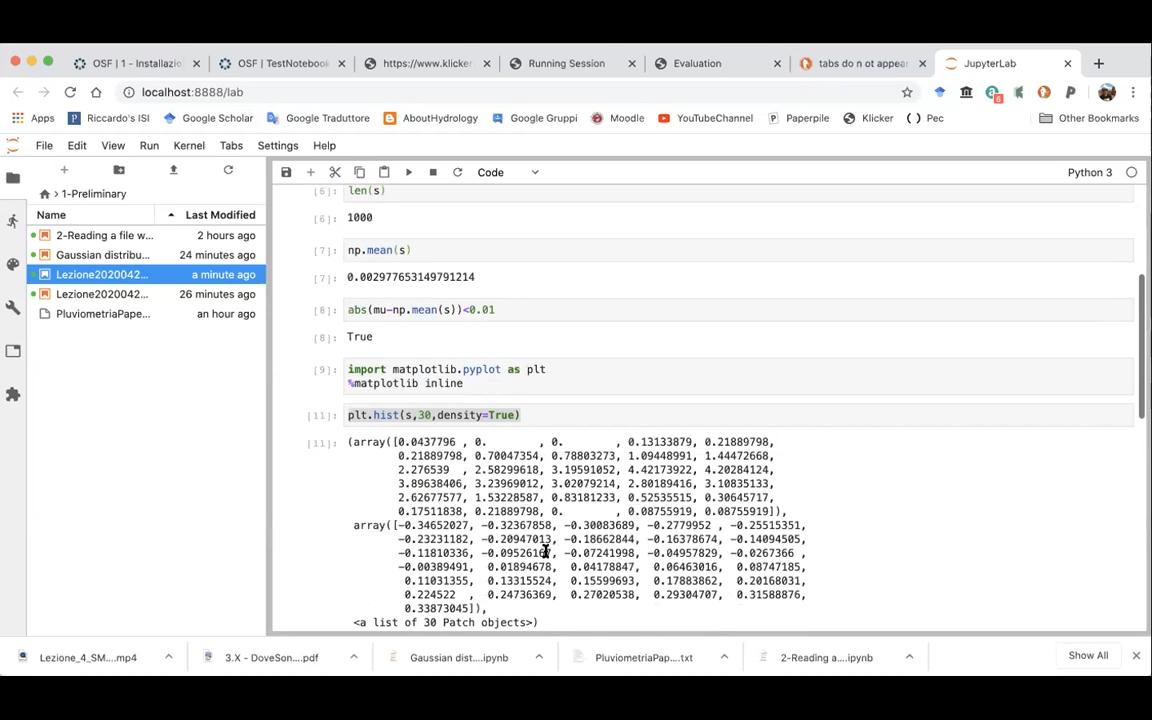 OSF | 1 - Installazio
OSF | TestNotebook
https://www.klicker
Running Session
Evaluation
tabs do n ot appear
JupyterLab
localhost:8888/lab
6
Apps
Riccardo's ISI
Google Scholar
Google Traduttore
AboutHydrology
Google Gruppi
Moodle
YouTubeChannel
Paperpile
Klicker
Pec
Other Bookmarks
File Edit View Run Kernel Tabs Settings Help
Code
Python 3
1-Preliminary
Name Last Modified
2-Reading a file w... 2 hours ago
Gaussian distribu... 24 minutes ago
Lezione2020042... a minute ago
Lezione2020042... 26 minutes ago
PluviometriaPape... an hour ago
[6]: len(s)
[6]: 1000
[7]: np.mean(s)
[7]: 0.002977653149791214
[8]: abs(mu-np.mean(s))<0.01
[8]: True
[9]: import matplotlib.pyplot as plt
%matplotlib inline
[11]: plt.hist(s,30,density=True)
[11]: (array([0.0437796 , 0. , 0. , 0.13133879, 0.21889798,
0.21889798, 0.70047354, 0.78803273, 1.09448991, 1.44472668,
2.276539 , 2.58299618, 3.19591052, 4.42173922, 4.20284124,
3.89638406, 3.23969012, 3.02079214, 2.80189416, 3.10835133,
2.62677577, 1.53228587, 0.83181233, 0.52535515, 0.30645717,
0.17511838, 0.21889798, 0. , 0.08755919, 0.08755919]),
array([-0.34652027, -0.32367858, -0.30083689, -0.2779952 , -0.25515351,
-0.23231182, -0.20947013, -0.18662844, -0.16378674, -0.14094505,
-0.11810336, -0.07241998, -0.04957829, -0.0267366 ,
-0.00389491, 0.01894678, 0.04178847, 0.06463016, 0.08747185,
0.11031355, 0.13315524, 0.15599693, 0.17883862, 0.20168031,
0.224522 , 0.24736369, 0.27020538, 0.29304707, 0.31588876,
0.33873045]),
<a list of 30 Patch objects>)
Lezione_4_SM....mp4
3.X - DoveSon....pdf
Gaussian dist....ipynb
PluviometriaPap....txt
2-Reading a....ipynb
Show All